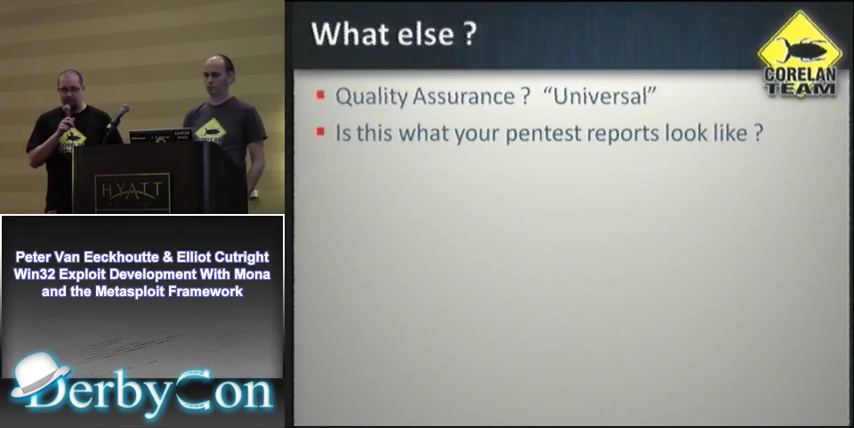 What else ?
CORELAN
TEAM
Quality Assurance ? “Universal”
Is this what your pentest reports look like ?
HYATT
Peter Van Eeckhoutte & Elliot Cutright
Win32 Exploit Development With Mona
and the Metasploit Framework
DerbyCon